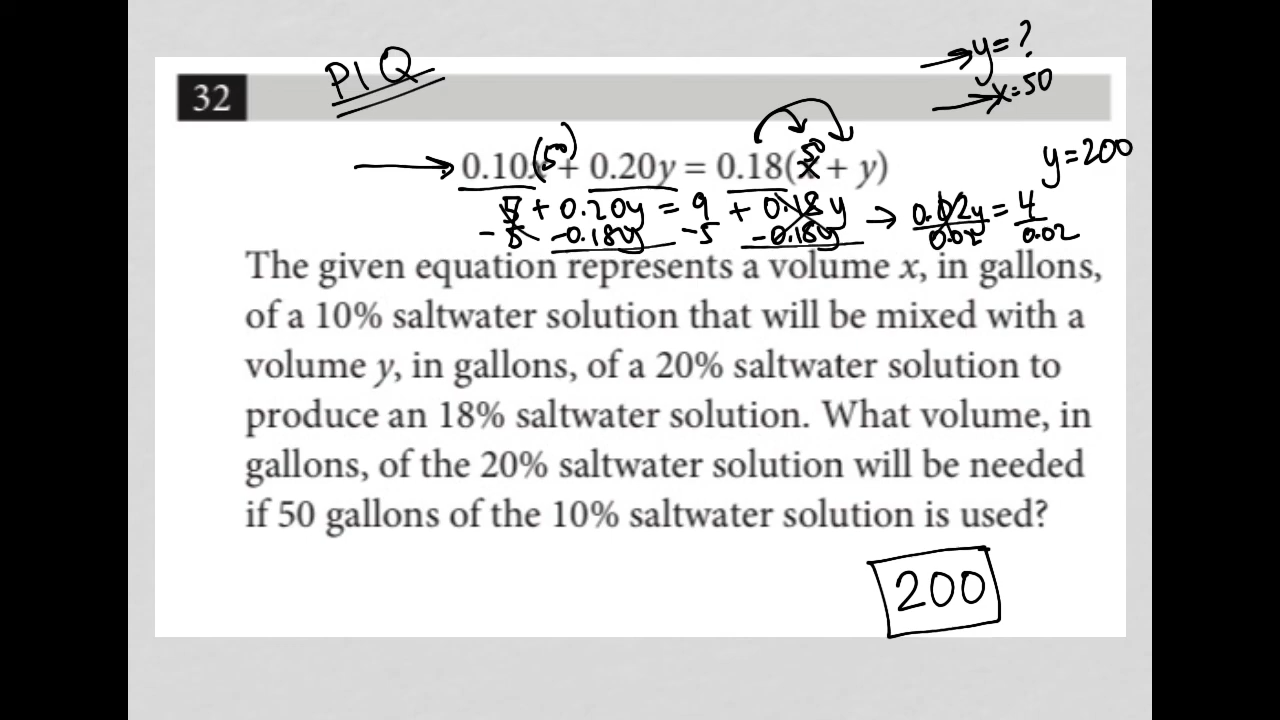 PIQ
→ y = ?
→ x = 50
32
0.10x(50) + 0.20y = 0.18(x 50 + y)
y = 200
5 + 0.20y = 9 + 0.18y → 0.02y = 4
-5 -0.18y -5 -0.18y 0.02 0.02
The given equation represents a volume x, in gallons,
of a 10% saltwater solution that will be mixed with a
volume y, in gallons, of a 20% saltwater solution to
produce an 18% saltwater solution. What volume, in
gallons, of the 20% saltwater solution will be needed
if 50 gallons of the 10% saltwater solution is used?
200